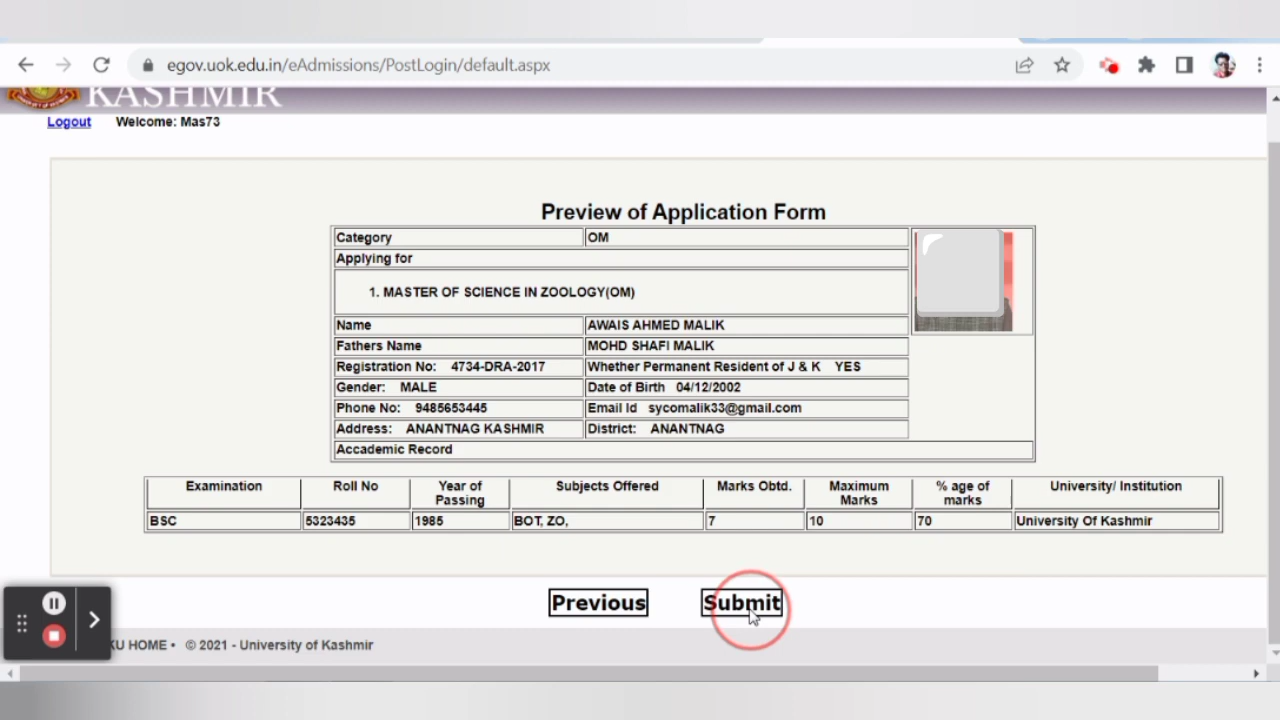 egov.uok.edu.in/eAdmissions/PostLogin/default.aspx
KASHMIR
Logout Welcome: Mas73
Preview of Application Form
Category OM
Applying for
1. MASTER OF SCIENCE IN ZOOLOGY(OM)
Name AWAIS AHMED MALIK
Fathers Name MOHD SHAFI MALIK
Registration No: 4734-DRA-2017 Whether Permanent Resident of J & K YES
Gender: MALE Date of Birth 04/12/2002
Phone No: 9485653445 Email Id sycomalik33@gmail.com
Address: ANANTNAG KASHMIR District: ANANTNAG
Accademic Record
Examination Roll No Year of Passing Subjects Offered Marks Obtd. Maximum Marks % age of marks University/ Institution
BSC 5323435 1985 BOT, ZO, 7 10 70 University Of Kashmir
Previous Submit
KU HOME • © 2021 - University of Kashmir